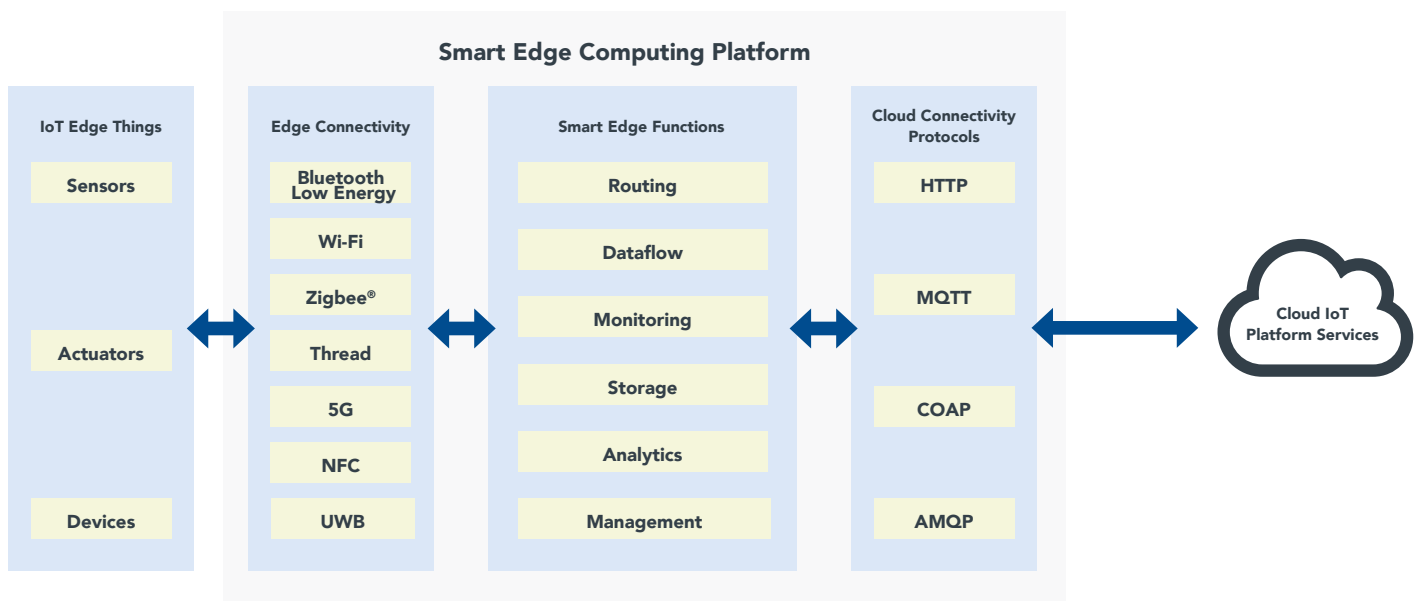 Smart Edge Computing Platform
IoT Edge Things
Sensors
Actuators
Devices
Edge Connectivity
Bluetooth
Low Energy
Wi-Fi
Zigbee®
Thread
5G
NFC
UWB
Smart Edge Functions
Routing
Dataflow
Monitoring
Storage
Analytics
Management
Cloud Connectivity
Protocols
HTTP
MQTT
COAP
AMQP
Cloud IoT
Platform Services